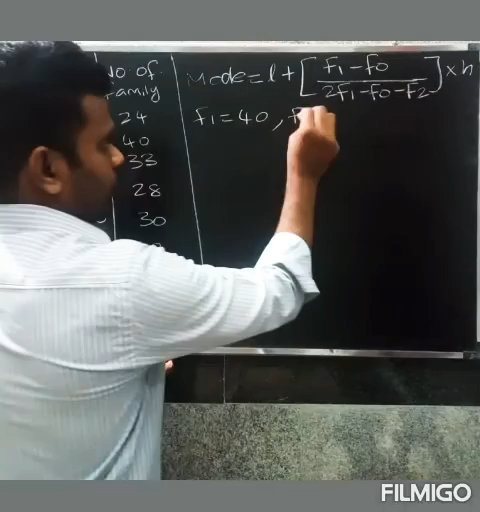 No of
Family
24
40
33
28
30
Mode = l + [ f1 - f0 / 2f1 - f0 - f2 ] × h
f1 = 40 , f
FILMIGO